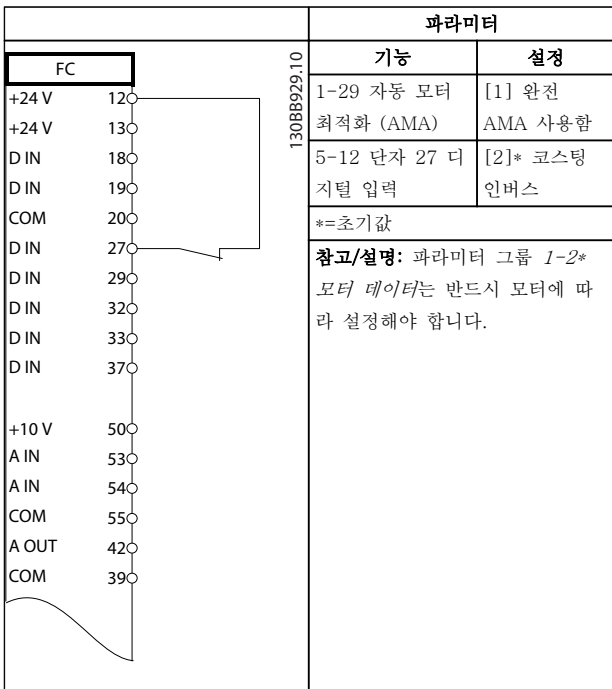 FC
+24 V 12
+24 V 13
D IN 18
D IN 19
COM 20
D IN 27
D IN 29
D IN 32
D IN 33
D IN 37
+10 V 50
A IN 53
A IN 54
COM 55
A OUT 42
COM 39
130BB929.10
파라미터
기능 설정
1-29 자동 모터 [1] 완전
최적화 (AMA) AMA 사용함
5-12 단자 27 디 [2]* 코스팅
지털 입력 인버스
*=초기값
참고/설명: 파라미터 그룹 1-2*
모터 데이터는 반드시 모터에 따
라 설정해야 합니다.